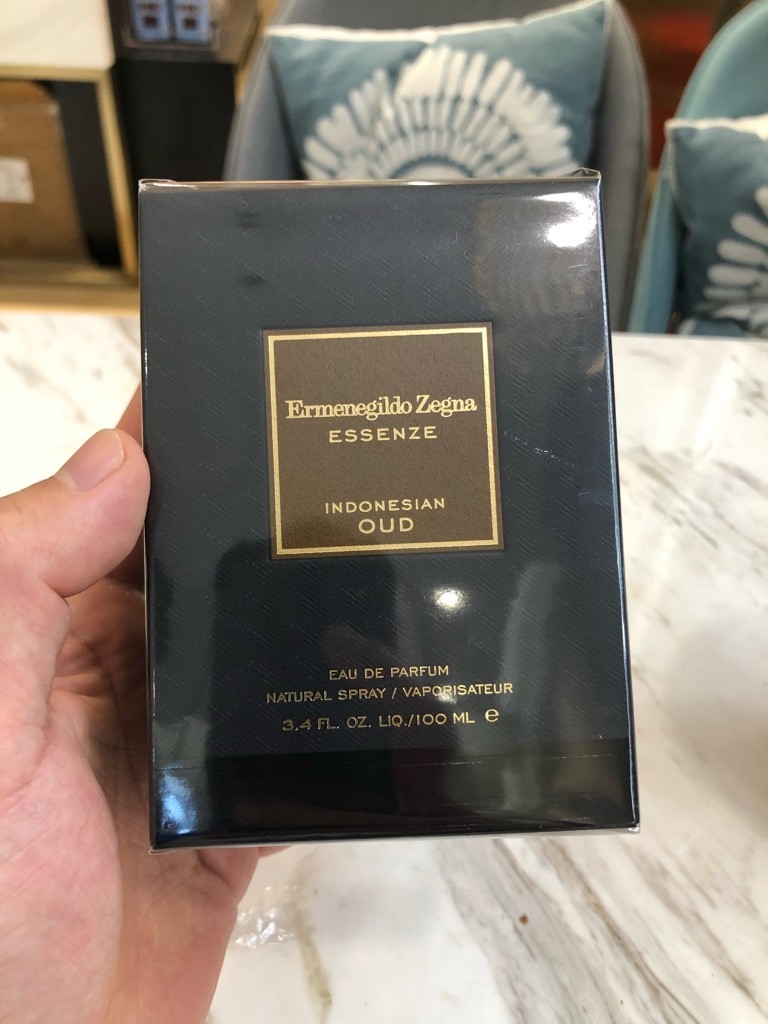 Ermenegildo Zegna
ESSENZE
INDONESIAN
OUD
EAU DE PARFUM
NATURAL SPRAY / VAPORISATEUR
3.4 FL. OZ. LIQ./100 ML ℮